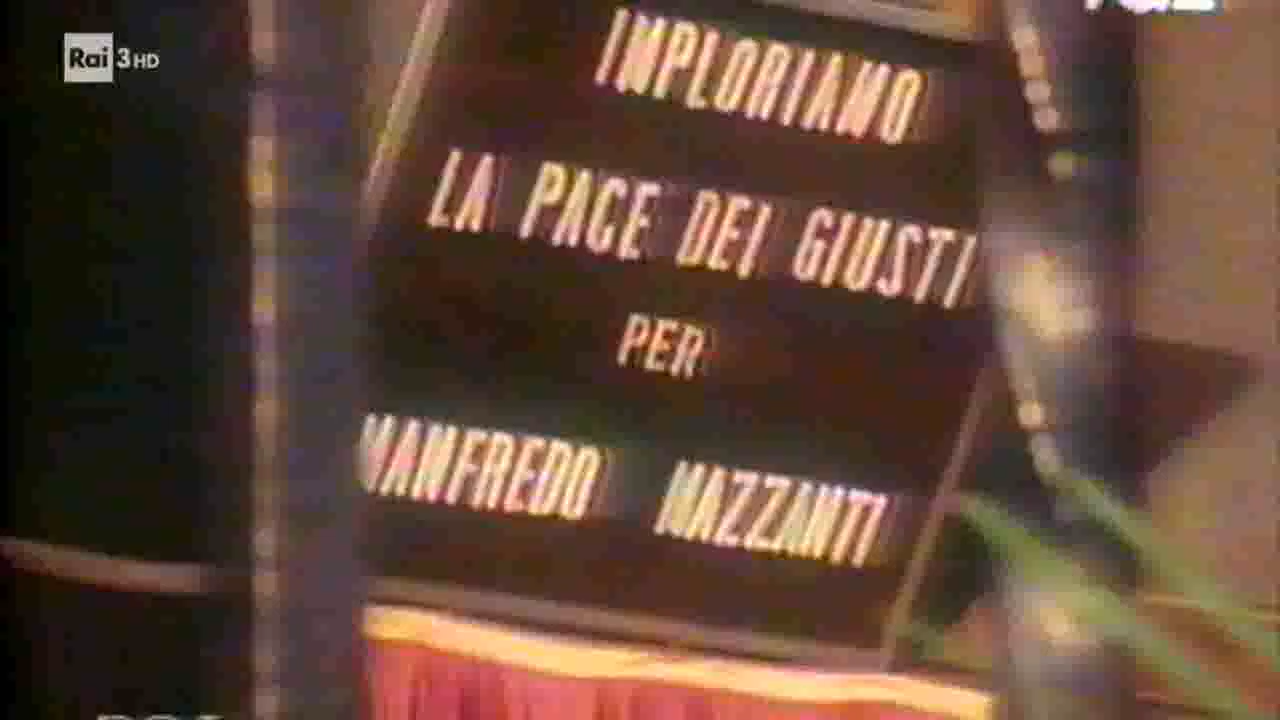 Rai 3HD
IMPLORIAMO
LA PACE DEI GIUSTI
PER
MANFREDO MAZZANTI